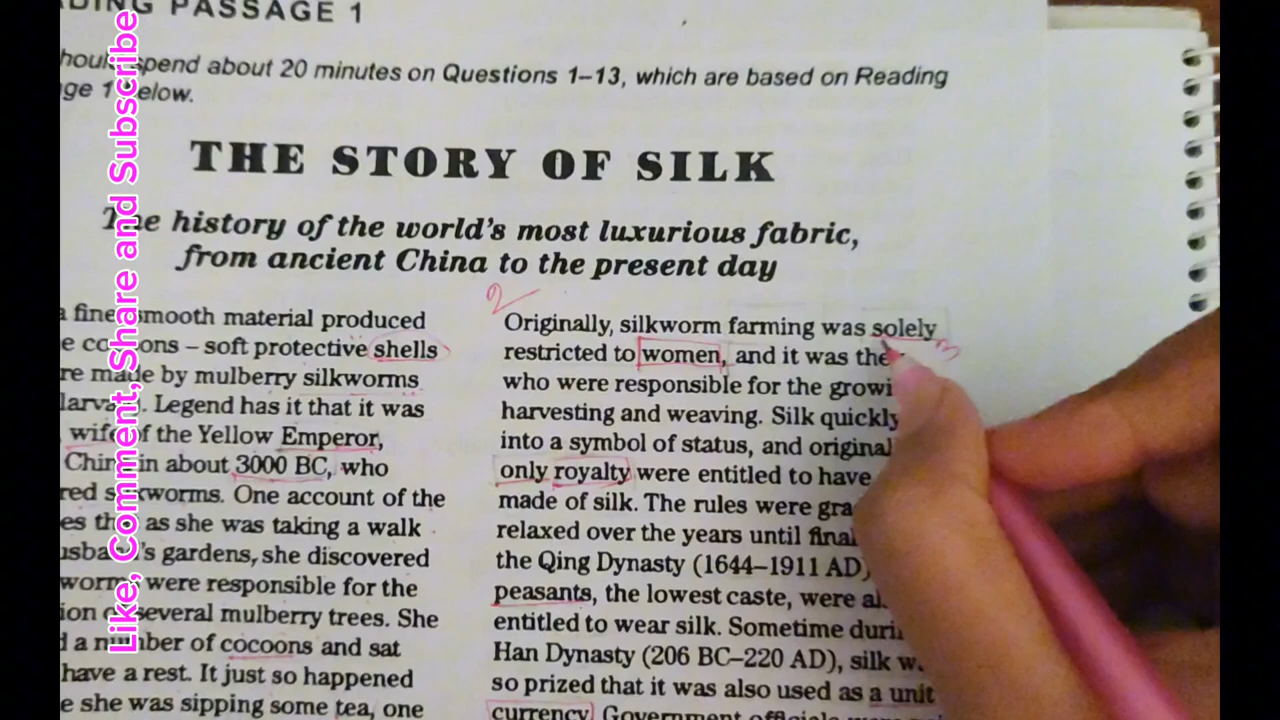 DING PASSAGE 1
spend about 20 minutes on Questions 1–13, which are based on Reading
ge 1 below.
THE STORY OF SILK
The history of the world's most luxurious fabric,
from ancient China to the present day
a fine smooth material produced
e cocoons – soft protective shells
re made by mulberry silkworms
larvae). Legend has it that it was
wife of the Yellow Emperor,
China in about 3000 BC, who
red silkworms. One account of the
es that as she was taking a walk
usband's gardens, she discovered
worms were responsible for the
ion of several mulberry trees. She
d a number of cocoons and sat
have a rest. It just so happened
e she was sipping some tea, one
2
Originally, silkworm farming was solely
restricted to women, and it was the
who were responsible for the growi
harvesting and weaving. Silk quickly
into a symbol of status, and original
only royalty were entitled to have
made of silk. The rules were gra
relaxed over the years until final
the Qing Dynasty (1644–1911 AD)
peasants, the lowest caste, were al
entitled to wear silk. Sometime duri
Han Dynasty (206 BC–220 AD), silk w
so prized that it was also used as a unit
currency. Government officials
Like, Comment,Share and Subscribe